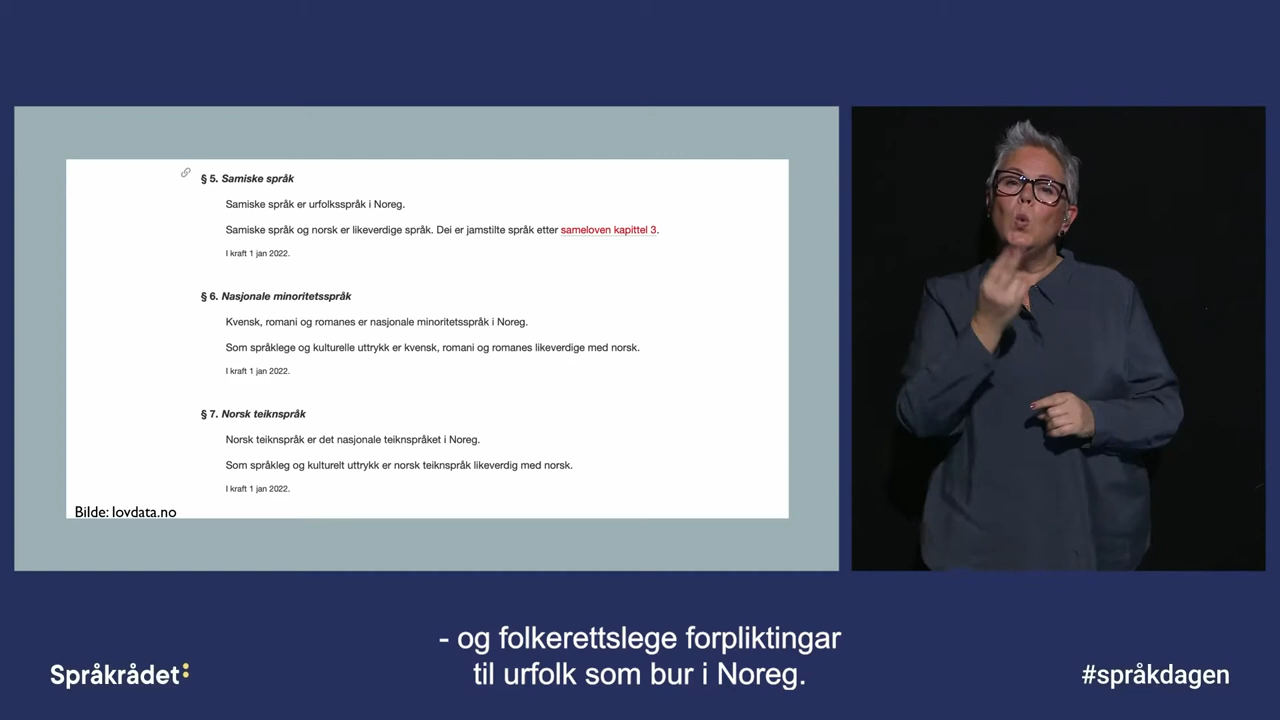 § 5. Samiske språk
Samiske språk er urfolksspråk i Noreg.
Samiske språk og norsk er likeverdige språk. Dei er jamstilte språk etter sameloven kapittel 3.
I kraft 1 jan 2022.
§ 6. Nasjonale minoritetsspråk
Kvensk, romani og romanes er nasjonale minoritetsspråk i Noreg.
Som språklege og kulturelle uttrykk er kvensk, romani og romanes likeverdige med norsk.
I kraft 1 jan 2022.
§ 7. Norsk teiknspråk
Norsk teiknspråk er det nasjonale teiknspråket i Noreg.
Som språkleg og kulturelt uttrykk er norsk teiknspråk likeverdig med norsk.
I kraft 1 jan 2022.
Bilde: lovdata.no
- og folkerettslege forpliktingar
til urfolk som bur i Noreg.
Språkrådet:
#språkdagen